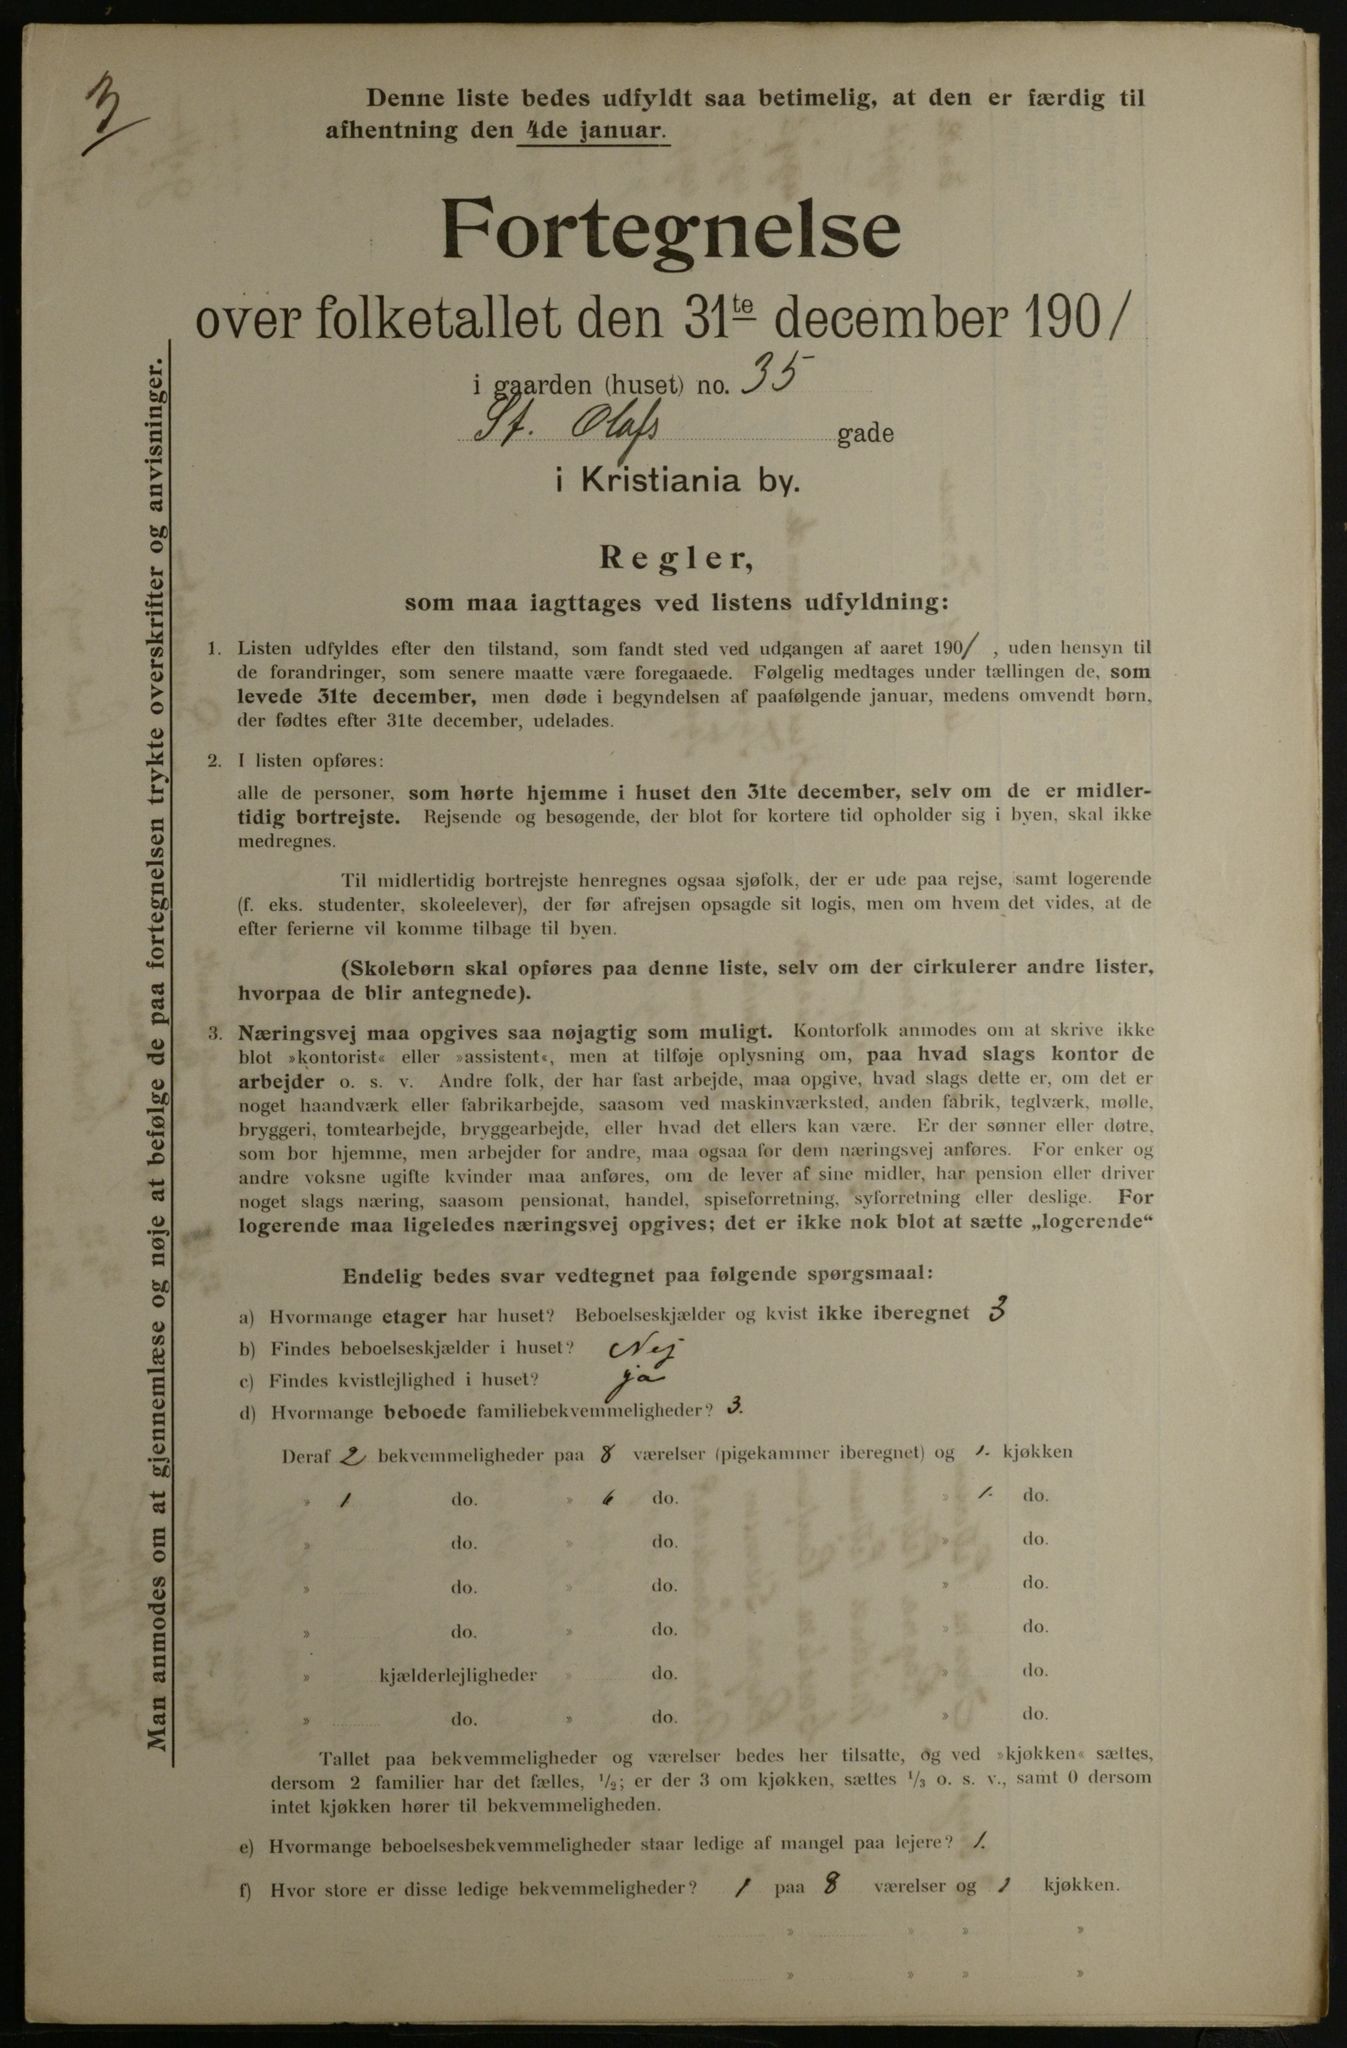 3
Denne liste bedes udfyldt saa betimelig, at den er færdig til
afhentning den 4de januar.
Fortegnelse
over folketallet den 31te december 1901
i gaarden (huset) no. 35
St. Olafs gade
i Kristiania by.
Regler,
som maa iagttages ved listens udfyldning:
1. Listen udfyldes efter den tilstand, som fandt sted ved udgangen af aaret 1901, uden hensyn til
de forandringer, som senere maatte være foregaaede. Følgelig medtages under tællingen de, som
levede 31te december, men døde i begyndelsen af paafølgende januar, medens omvendt børn,
der fødtes efter 31te december, udelades.
2. I listen opføres:
alle de personer, som hørte hjemme i huset den 31te december, selv om de er midler-
tidig bortrejste. Rejsende og besøgende, der blot for kortere tid opholder sig i byen, skal ikke
medregnes.
Til midlertidig bortrejste henregnes ogsaa sjøfolk, der er ude paa rejse, samt logerende
(f. eks. studenter, skoleelever), der før afrejsen opsagde sit logis, men om hvem det vides, at de
efter ferierne vil komme tilbage til byen.
(Skolebørn skal opføres paa denne liste, selv om der cirkulerer andre lister,
hvorpaa de blir antegnede).
3. Næringsvej maa opgives saa nøjagtig som muligt. Kontorfolk anmodes om at skrive ikke
blot »kontorist« eller »assistent«, men at tilføje oplysning om, paa hvad slags kontor de
arbejder o. s. v. Andre folk, der har fast arbejde, maa opgive, hvad slags dette er, om det er
noget haandværk eller fabrikarbejde, saasom ved maskinværksted, anden fabrik, teglværk, mølle,
bryggeri, tomtearbejde, bryggearbejde, eller hvad det ellers kan være. Er der sønner eller døtre,
som bor hjemme, men arbejder for andre, maa ogsaa for dem næringsvej anføres. For enker og
andre voksne ugifte kvinder maa anføres, om de lever af sine midler, har pension eller driver
noget slags næring, saasom pensionat, handel, spiseforretning, syforretning eller deslige. For
logerende maa ligeledes næringsvej opgives; det er ikke nok blot at sætte „logerende“
Endelig bedes svar vedtegnet paa følgende spørgsmaal:
a) Hvormange etager har huset? Beboelseskjælder og kvist ikke iberegnet 3
b) Findes beboelseskjælder i huset? Nej
c) Findes kvistlejlighed i huset? ja
d) Hvormange beboede familiebekvemmeligheder? 3.
Deraf 2 bekvemmeligheder paa 8 værelser (pigekammer iberegnet) og 1. kjøkken
» 1 do. » 6 do. » 1. do.
» do. » do. » do.
» do. » do. » do.
» do. » do. » do.
» kjælderlejligheder » do. » do.
» do. » do. » do.
Tallet paa bekvemmeligheder og værelser bedes her tilsatte, og ved »kjøkken« sættes,
dersom 2 familier har det fælles, 1/2; er der 3 om kjøkken, sættes 1/3 o. s. v., samt 0 dersom
intet kjøkken hører til bekvemmeligheden.
e) Hvormange beboelsesbekvemmeligheder staar ledige af mangel paa lejere? 1.
f) Hvor store er disse ledige bekvemmeligheder? 1 paa 8 værelser og 1 kjøkken.
» » » »
» » » »
Man anmodes om at gjennemlæse og nøje at befølge de paa fortegnelsen trykte overskrifter og anvisninger.